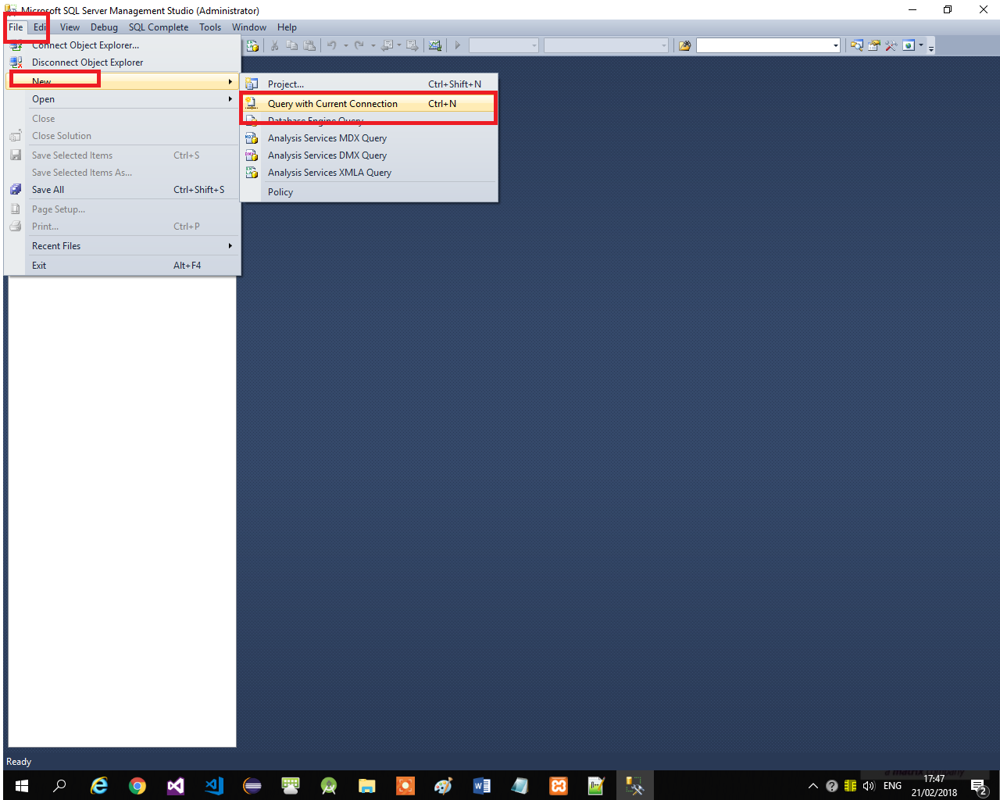 Microsoft SQL Server Management Studio (Administrator)
File Edi View Debug SQL Complete Tools Window Help
Connect Object Explorer...
Disconnect Object Explorer
New
Open
Close
Close Solution
Save Selected Items Ctrl+S
Save Selected Items As...
Save All Ctrl+Shift+S
Page Setup...
Print... Ctrl+P
Recent Files
Exit Alt+F4
Project... Ctrl+Shift+N
Query with Current Connection Ctrl+N
Database Engine Query
Analysis Services MDX Query
Analysis Services DMX Query
Analysis Services XMLA Query
Policy
Ready
a matrix company
ENG
17:47
21/02/2018
2